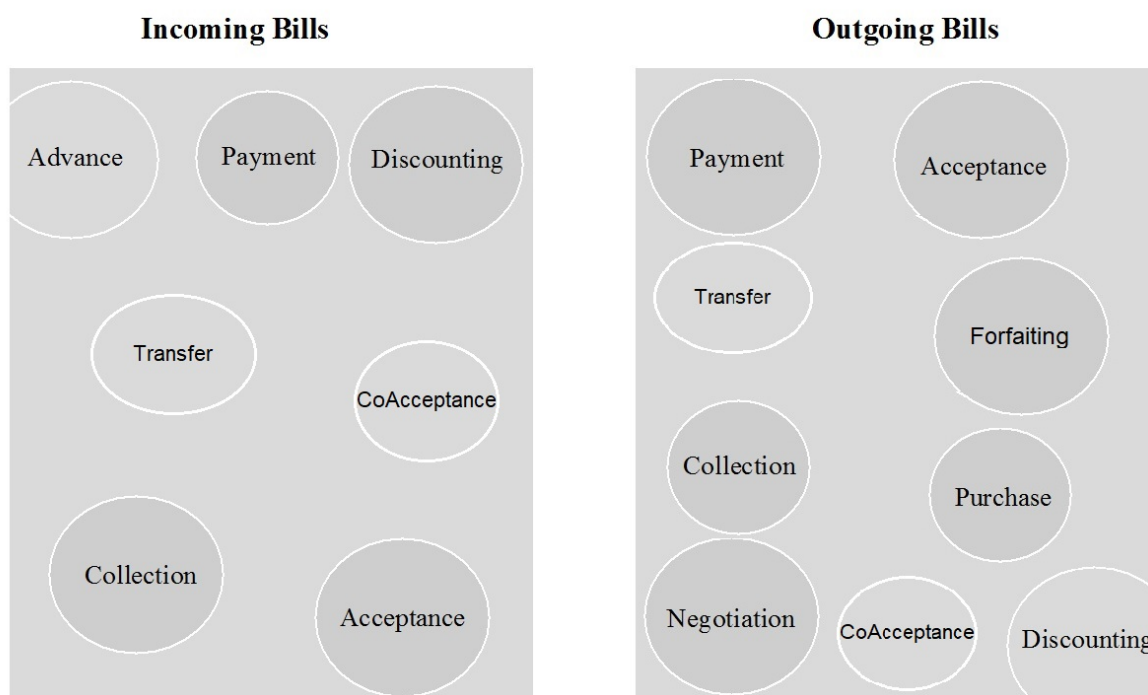 Incoming Bills
Advance
Payment
Discounting
Transfer
CoAcceptance
Collection
Acceptance
Outgoing Bills
Payment
Acceptance
Transfer
Forfaiting
Collection
Purchase
Negotiation
CoAcceptance
Discounting